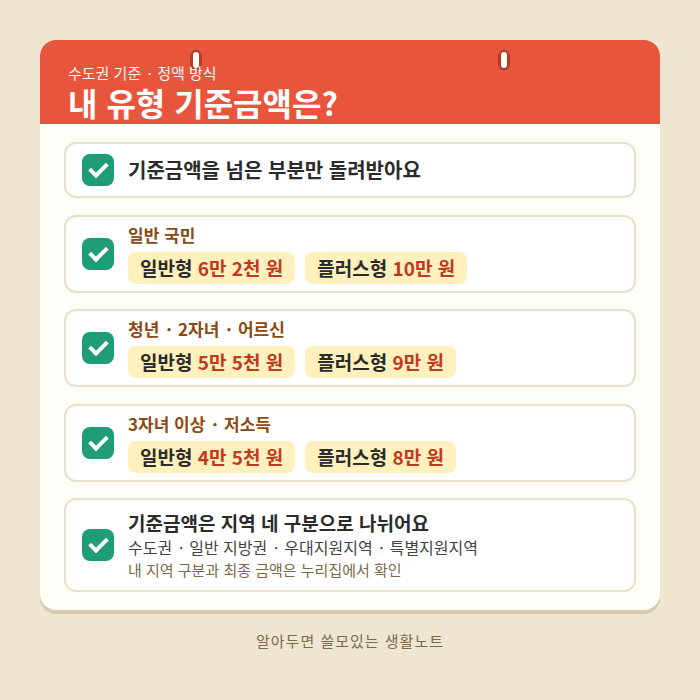 수도권 기준 · 정액 방식
내 유형 기준금액은?
기준금액을 넘은 부분만 돌려받아요
일반 국민
일반형 6만 2천 원 플러스형 10만 원
청년 · 2자녀 · 어르신
일반형 5만 5천 원 플러스형 9만 원
3자녀 이상 · 저소득
일반형 4만 5천 원 플러스형 8만 원
기준금액은 지역 네 구분으로 나뉘어요
수도권 · 일반 지방권 · 우대지원지역 · 특별지원지역
내 지역 구분과 최종 금액은 누리집에서 확인
알아두면 쓸모있는 생활노트